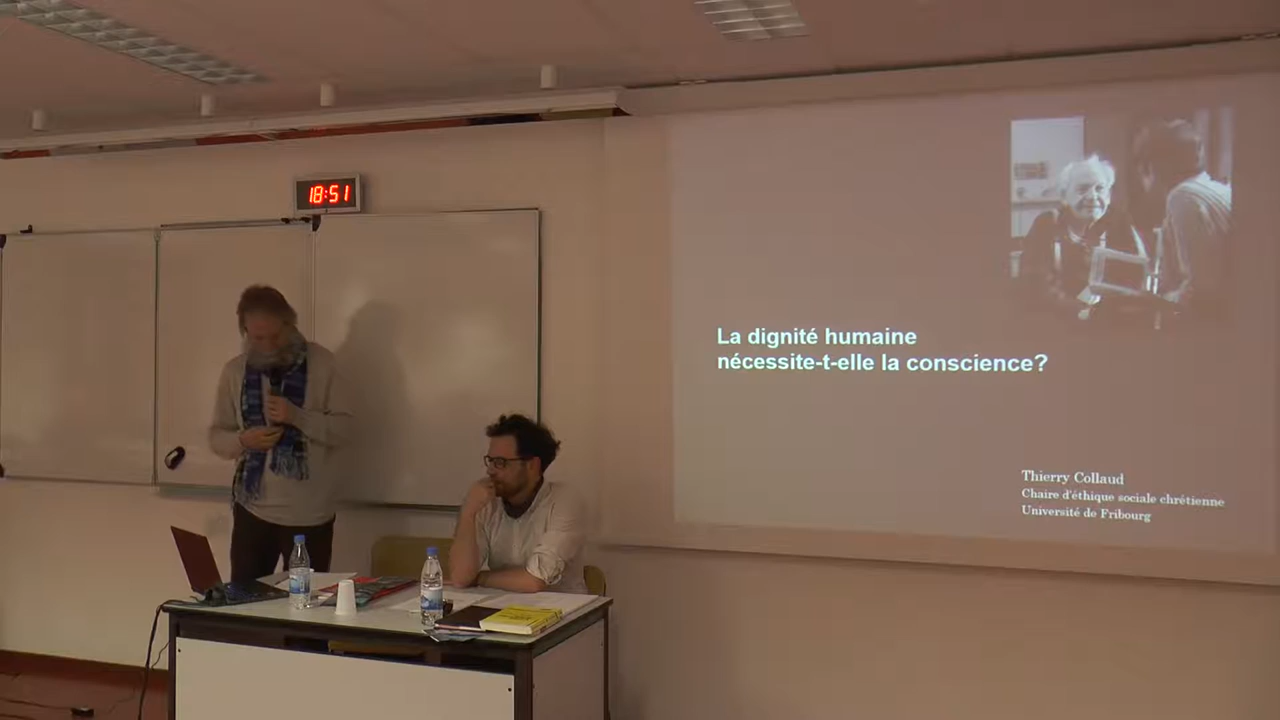 18:51
La dignité humaine
nécessite-t-elle la conscience?
Thierry Collaud
Chaire d'éthique sociale chrétienne
Université de Fribourg